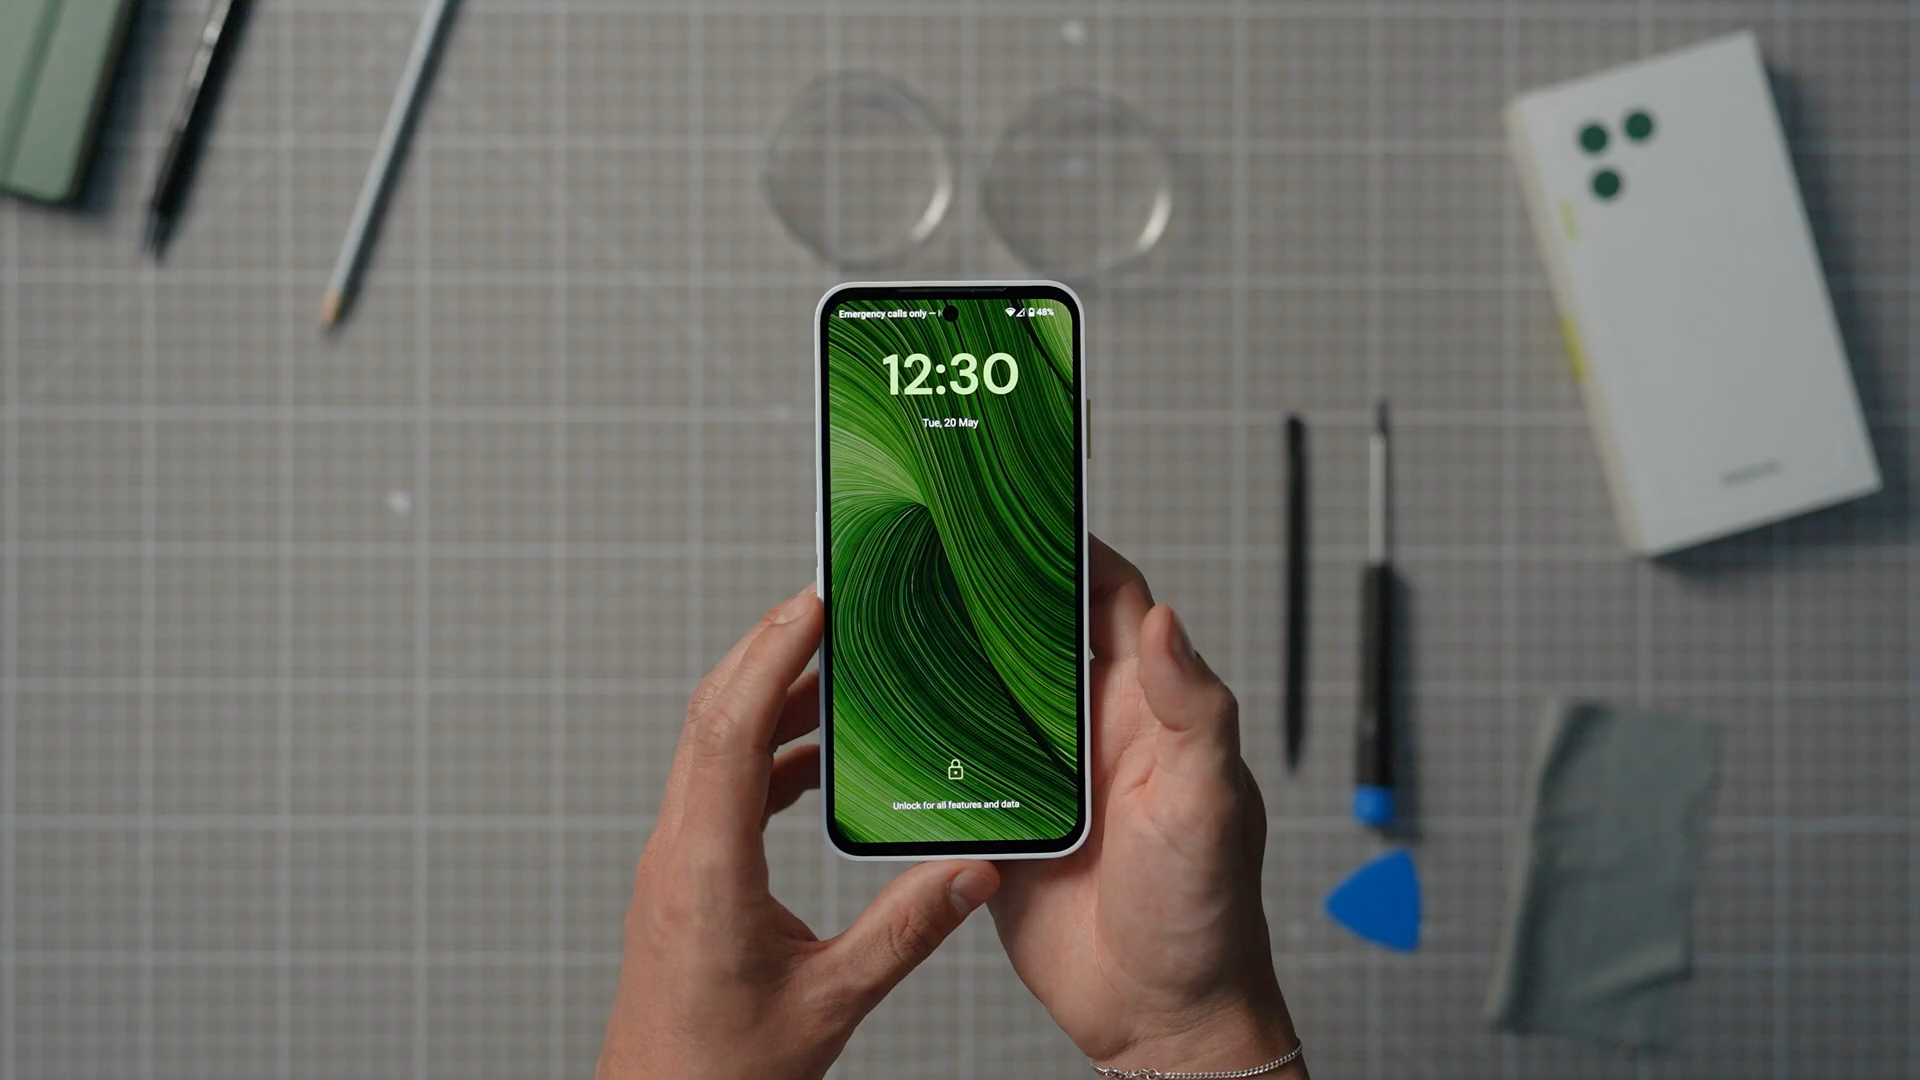 Emergency calls only —
48%
12:30
Tue, 20 May
Unlock for all features and data